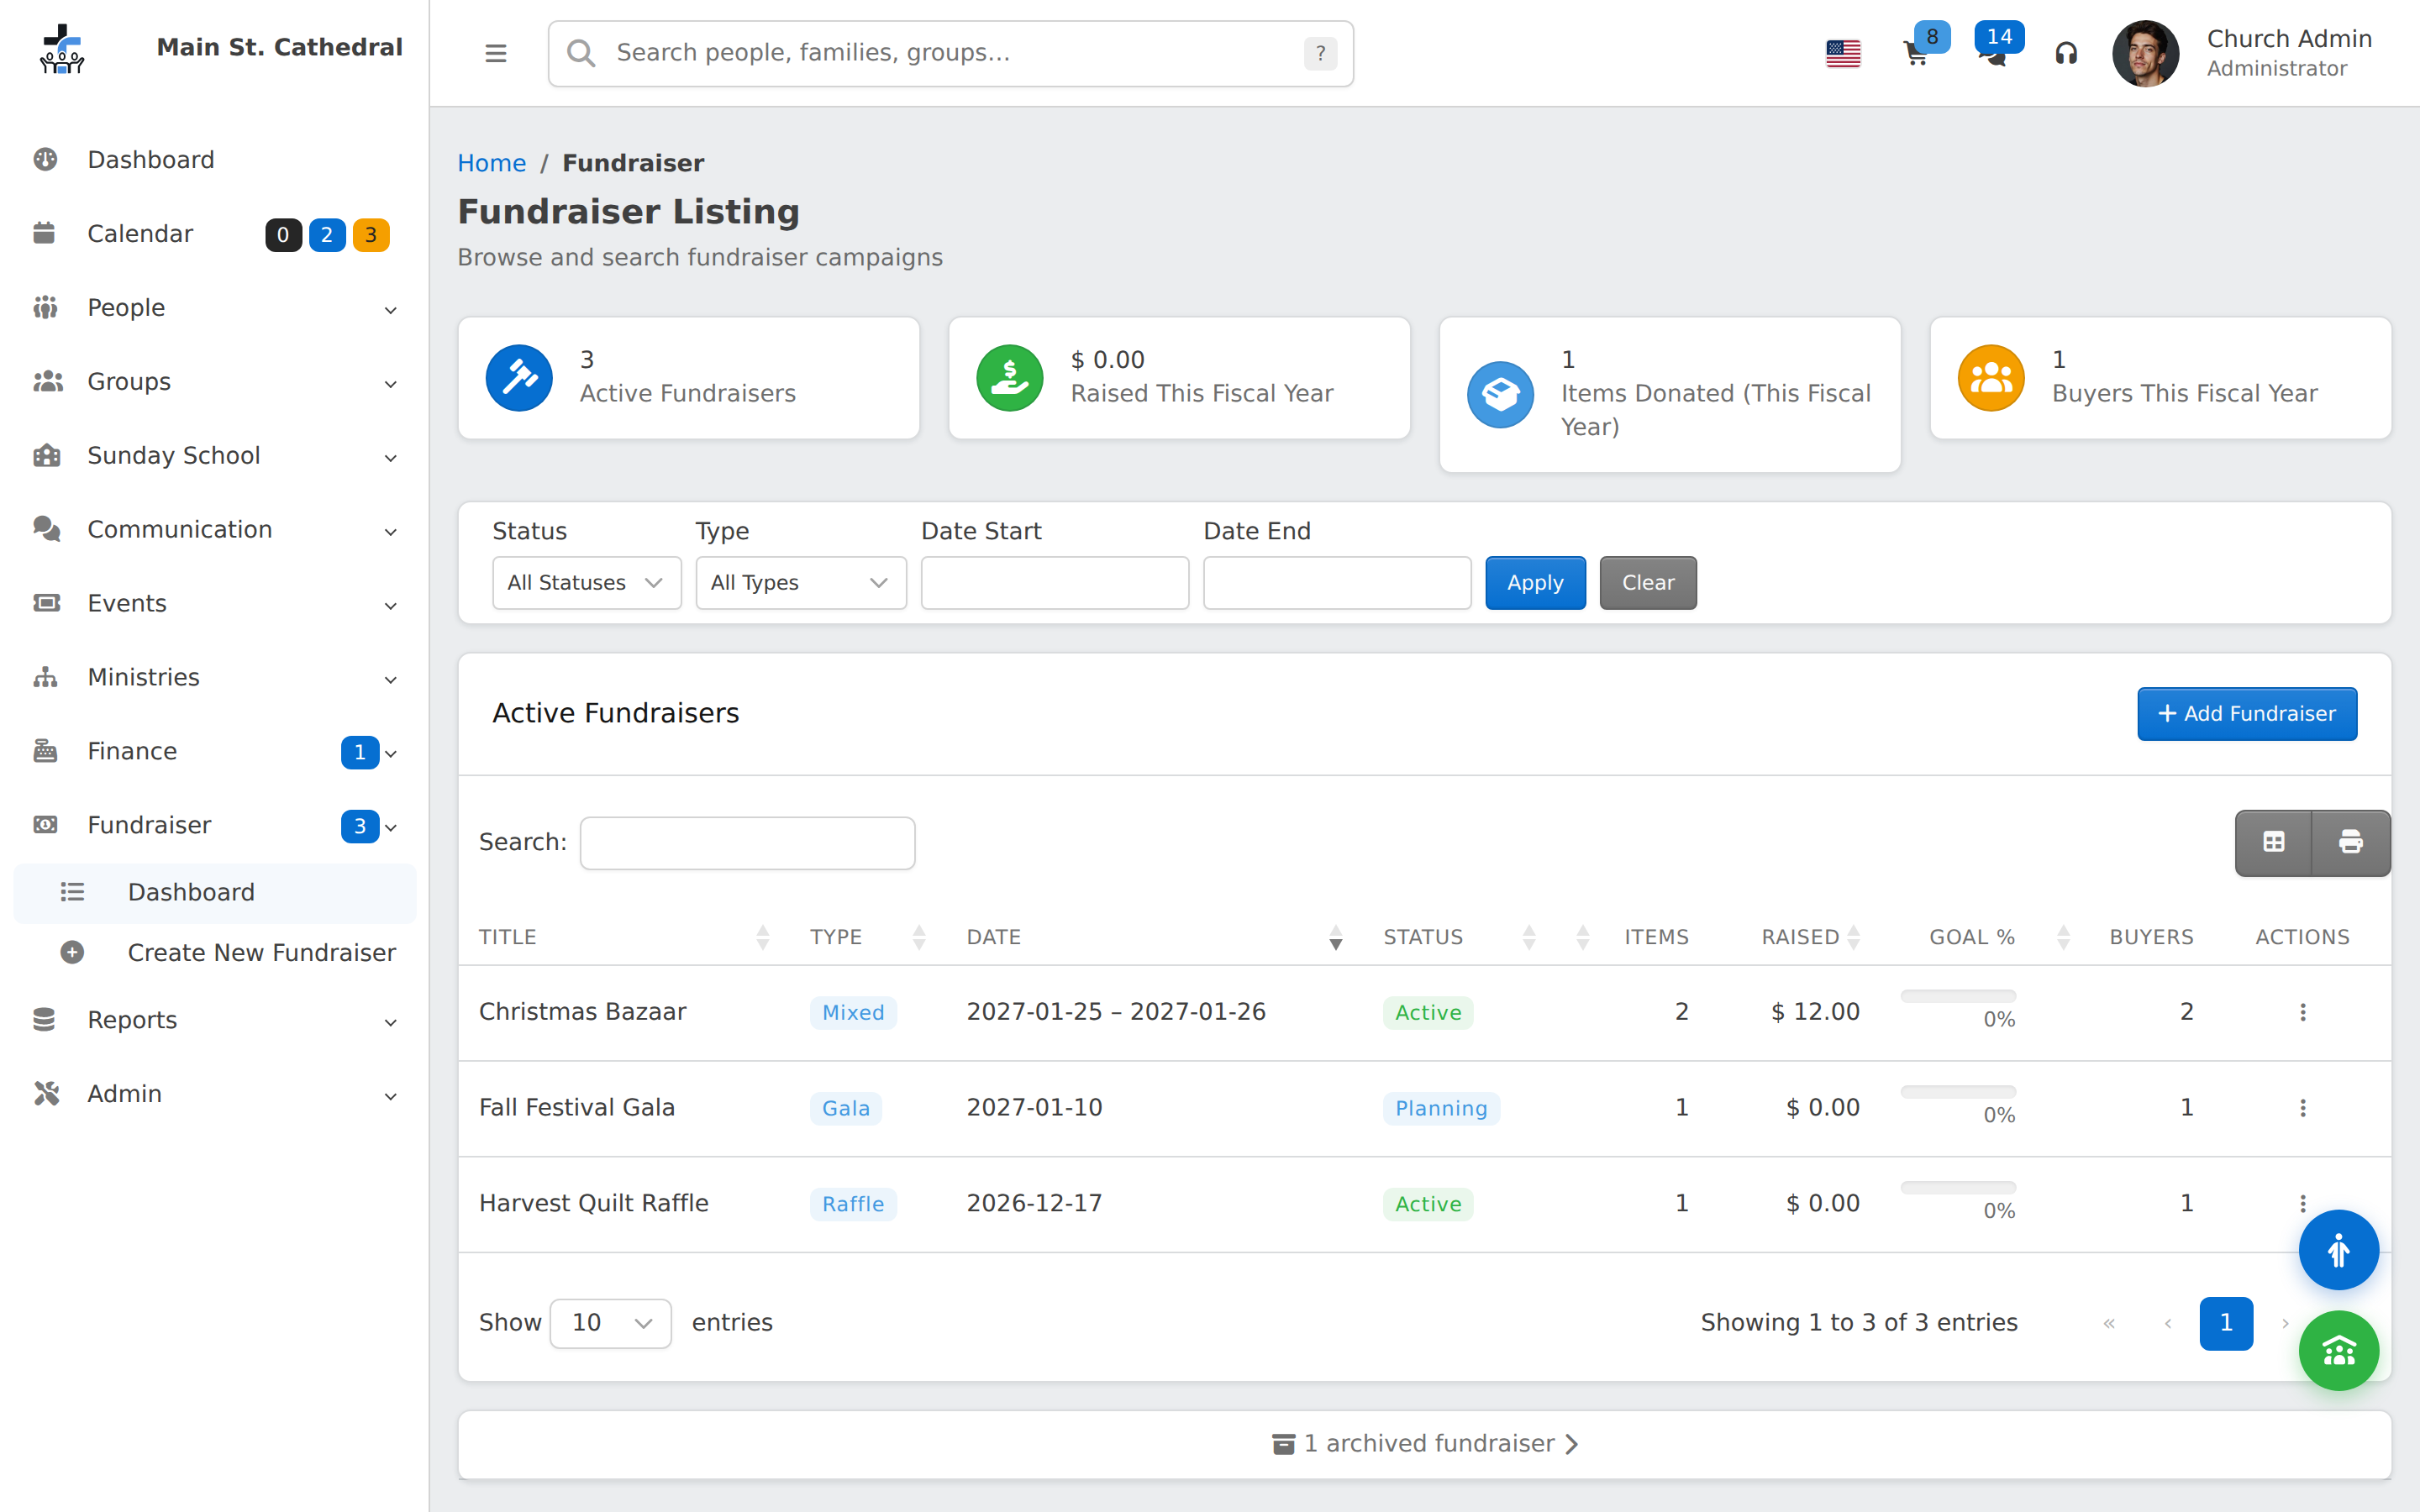 Main St. Cathedral
Search people, families, groups...
?
8
14
Church Admin
Administrator
Dashboard
Calendar
0
2
3
People
Groups
Sunday School
Communication
Events
Ministries
Finance
1
Fundraiser
3
Dashboard
Create New Fundraiser
Reports
Admin
Home / Fundraiser
Fundraiser Listing
Browse and search fundraiser campaigns
3
Active Fundraisers
$ 0.00
Raised This Fiscal Year
1
Items Donated (This Fiscal
Year)
1
Buyers This Fiscal Year
Status
Type
Date Start
Date End
All Statuses
All Types
Apply
Clear
Active Fundraisers
+ Add Fundraiser
Search:
TITLE TYPE DATE STATUS ITEMS RAISED GOAL % BUYERS ACTIONS
Christmas Bazaar Mixed 2027-01-25 – 2027-01-26 Active 2 $ 12.00 0% 2
Fall Festival Gala Gala 2027-01-10 Planning 1 $ 0.00 0% 1
Harvest Quilt Raffle Raffle 2026-12-17 Active 1 $ 0.00 0% 1
Show 10 entries
Showing 1 to 3 of 3 entries
« ‹ 1 ›
1 archived fundraiser